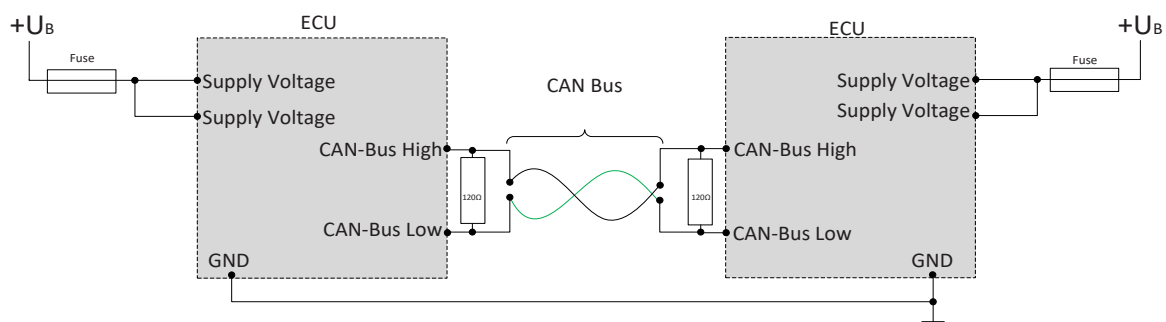 ECU
ECU
+UB
+UB
Fuse
Fuse
Supply Voltage
Supply Voltage
Supply Voltage
Supply Voltage
CAN Bus
CAN-Bus High
CAN-Bus High
120Ω
120Ω
CAN-Bus Low
CAN-Bus Low
GND
GND